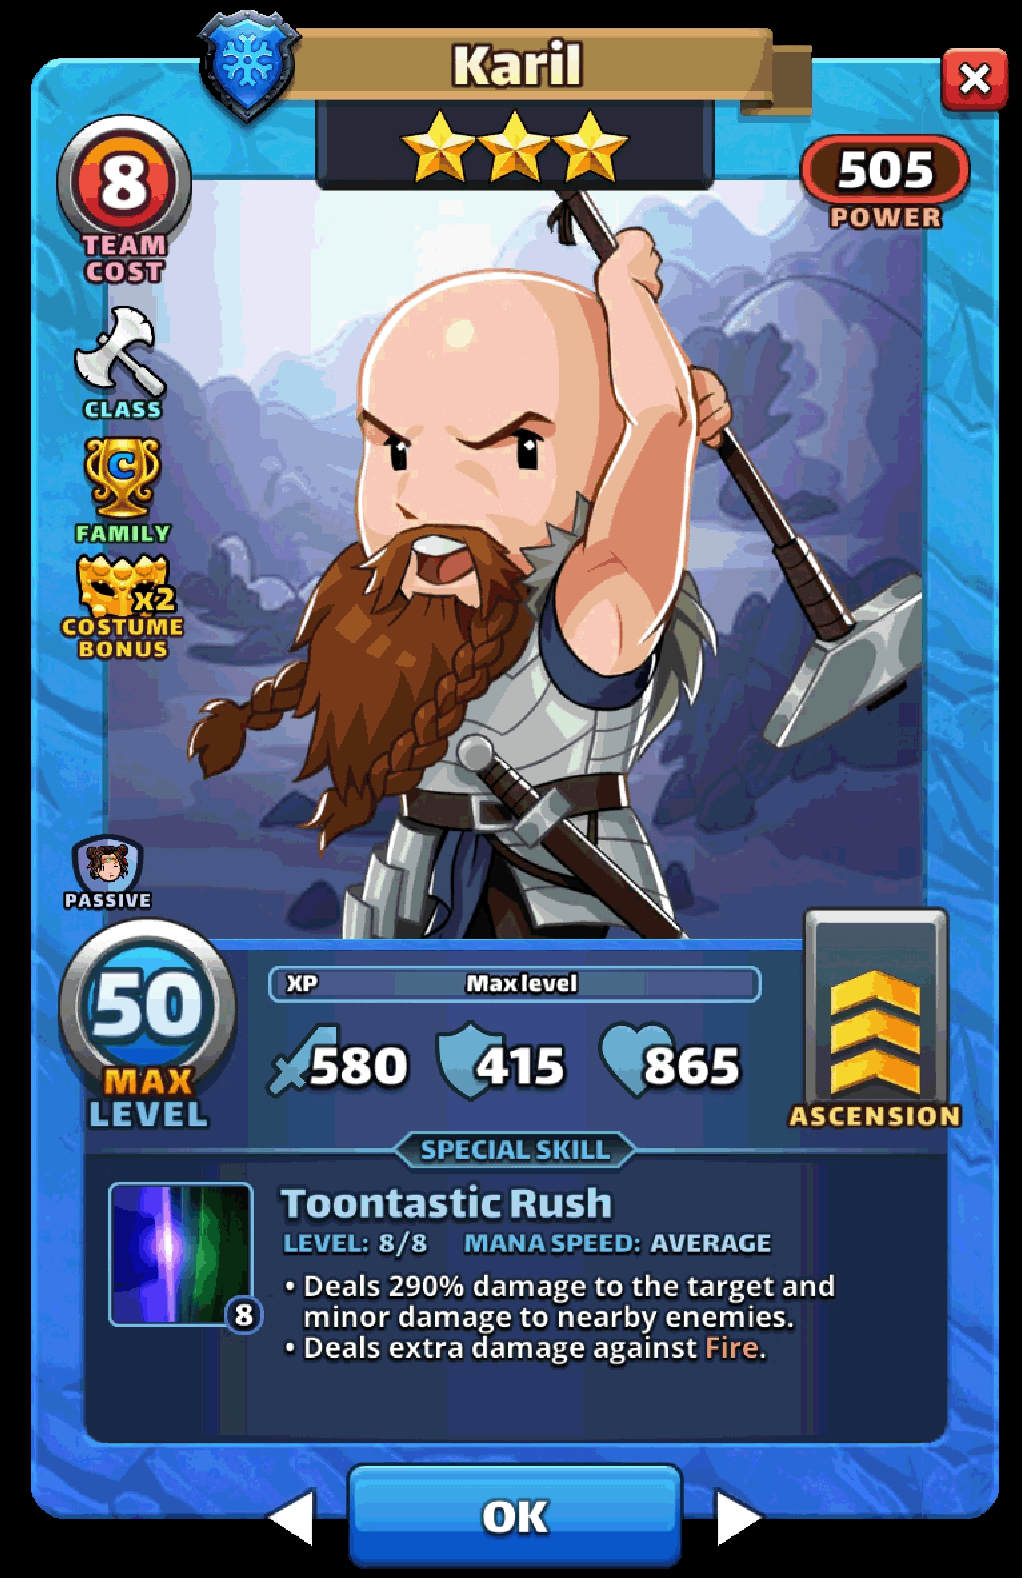 Karil
8
TEAM
COST
505
POWER
CLASS
C
FAMILY
x2
COSTUME
BONUS
PASSIVE
50
MAX
LEVEL
XP Max level
580 415 865
ASCENSION
SPECIAL SKILL
Toontastic Rush
LEVEL: 8/8 MANA SPEED: AVERAGE
8
• Deals 290% damage to the target and
minor damage to nearby enemies.
• Deals extra damage against Fire.
OK